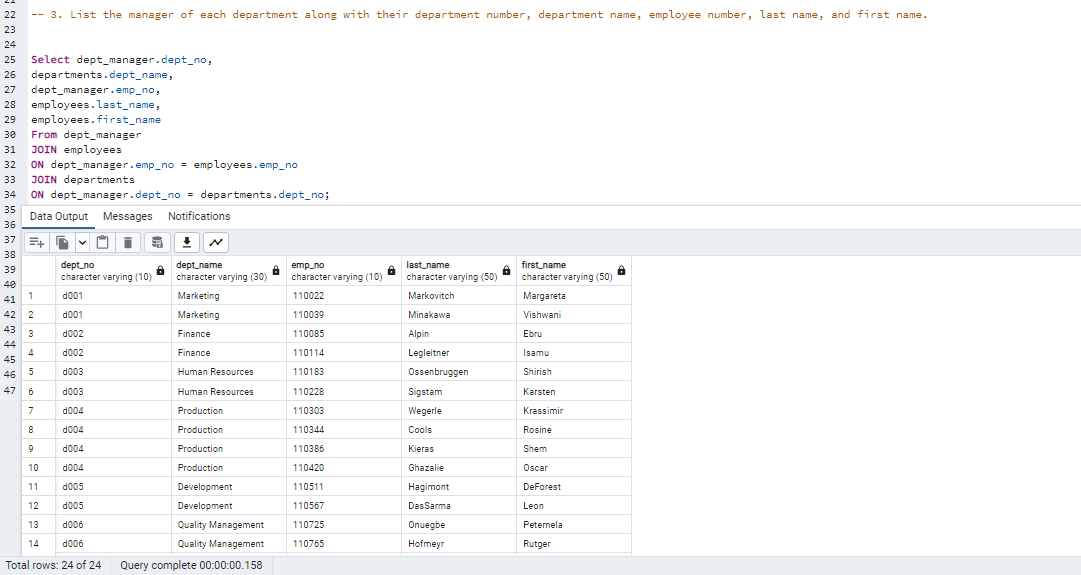 21
22 -- 3. List the manager of each department along with their department number, department name, employee number, last name, and first name.
23
24
25 Select dept_manager.dept_no,
26 departments.dept_name,
27 dept_manager.emp_no,
28 employees.last_name,
29 employees.first_name
30 From dept_manager
31 JOIN employees
32 ON dept_manager.emp_no = employees.emp_no
33 JOIN departments
34 ON dept_manager.dept_no = departments.dept_no;
35
36
37
38
39
40
41
42
43
44
45
46
47
Data Output Messages Notifications
dept_no dept_name emp_no last_name first_name
character varying (10) character varying (30) character varying (10) character varying (50) character varying (50)
1 d001 Marketing 110022 Markovitch Margareta
2 d001 Marketing 110039 Minakawa Vishwani
3 d002 Finance 110085 Alpin Ebru
4 d002 Finance 110114 Legleitner Isamu
5 d003 Human Resources 110183 Ossenbruggen Shirish
6 d003 Human Resources 110228 Sigstam Karsten
7 d004 Production 110303 Wegerle Krassimir
8 d004 Production 110344 Cools Rosine
9 d004 Production 110386 Kieras Shem
10 d004 Production 110420 Ghazalie Oscar
11 d005 Development 110511 Hagimont DeForest
12 d005 Development 110567 DasSarma Leon
13 d006 Quality Management 110725 Onuegbe Peternela
14 d006 Quality Management 110765 Hofmeyr Rutger
Total rows: 24 of 24 Query complete 00:00:00.158